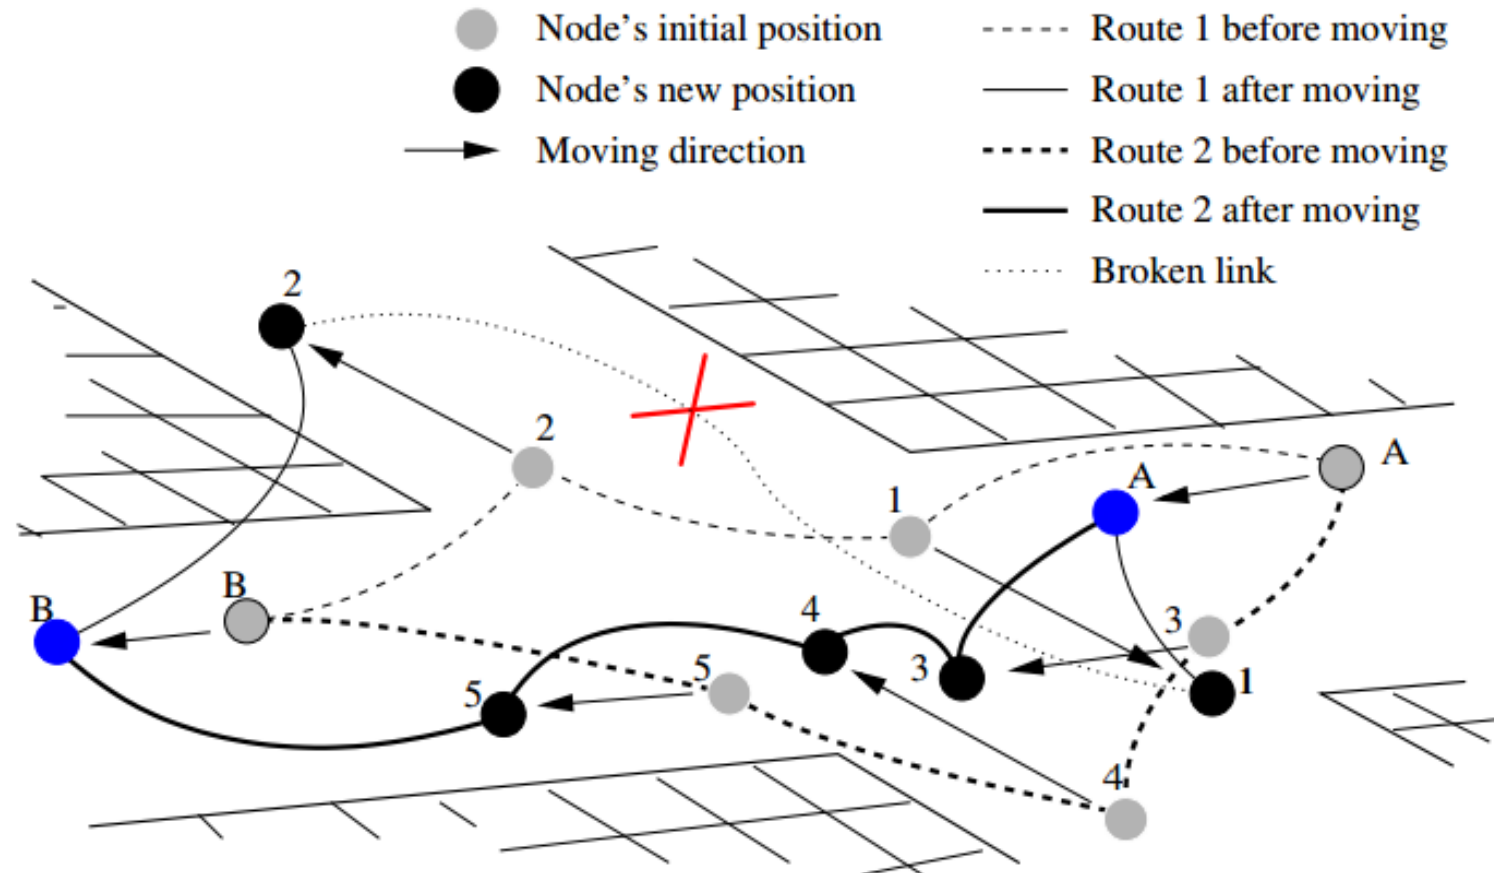 Node's initial position
Node's new position
Moving direction
Route 1 before moving
Route 1 after moving
Route 2 before moving
Route 2 after moving
Broken link
2
2
A
A
1
B
B
4
3
3
1
5
5
4